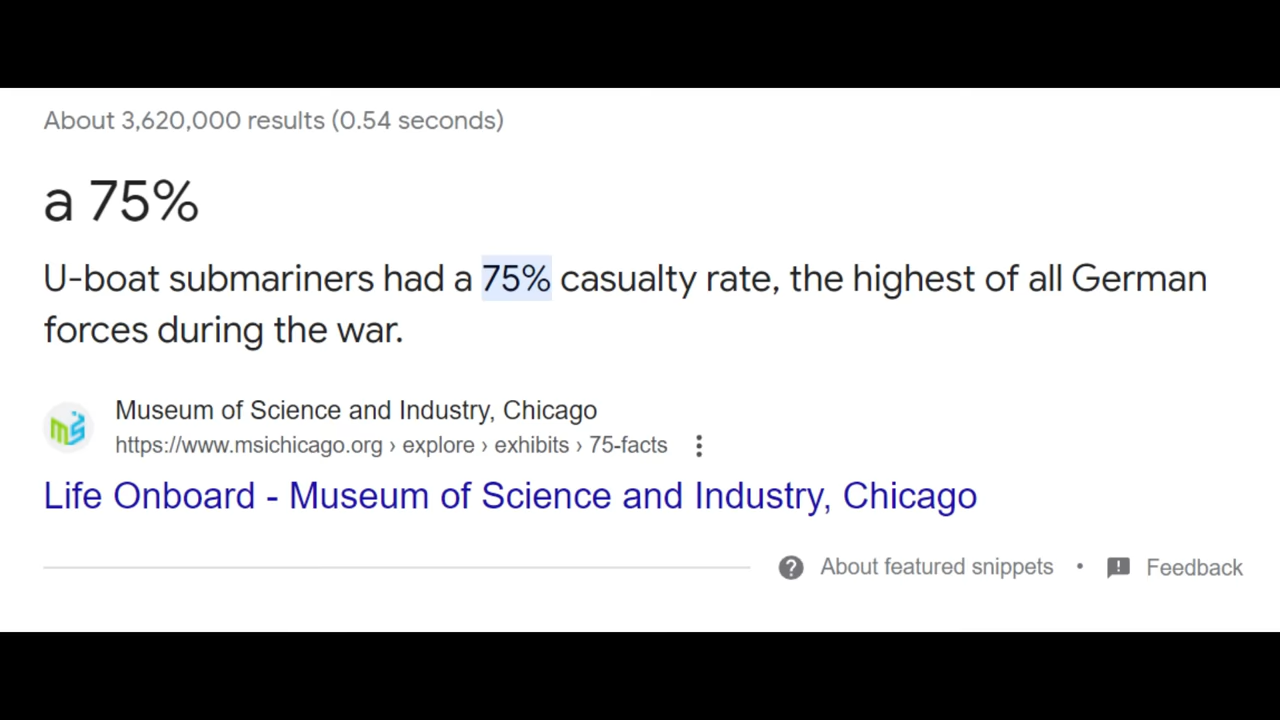 About 3,620,000 results (0.54 seconds)
a 75%
U-boat submariners had a 75% casualty rate, the highest of all German
forces during the war.
Museum of Science and Industry, Chicago
https://www.msichicago.org › explore › exhibits › 75-facts
Life Onboard - Museum of Science and Industry, Chicago
About featured snippets • Feedback